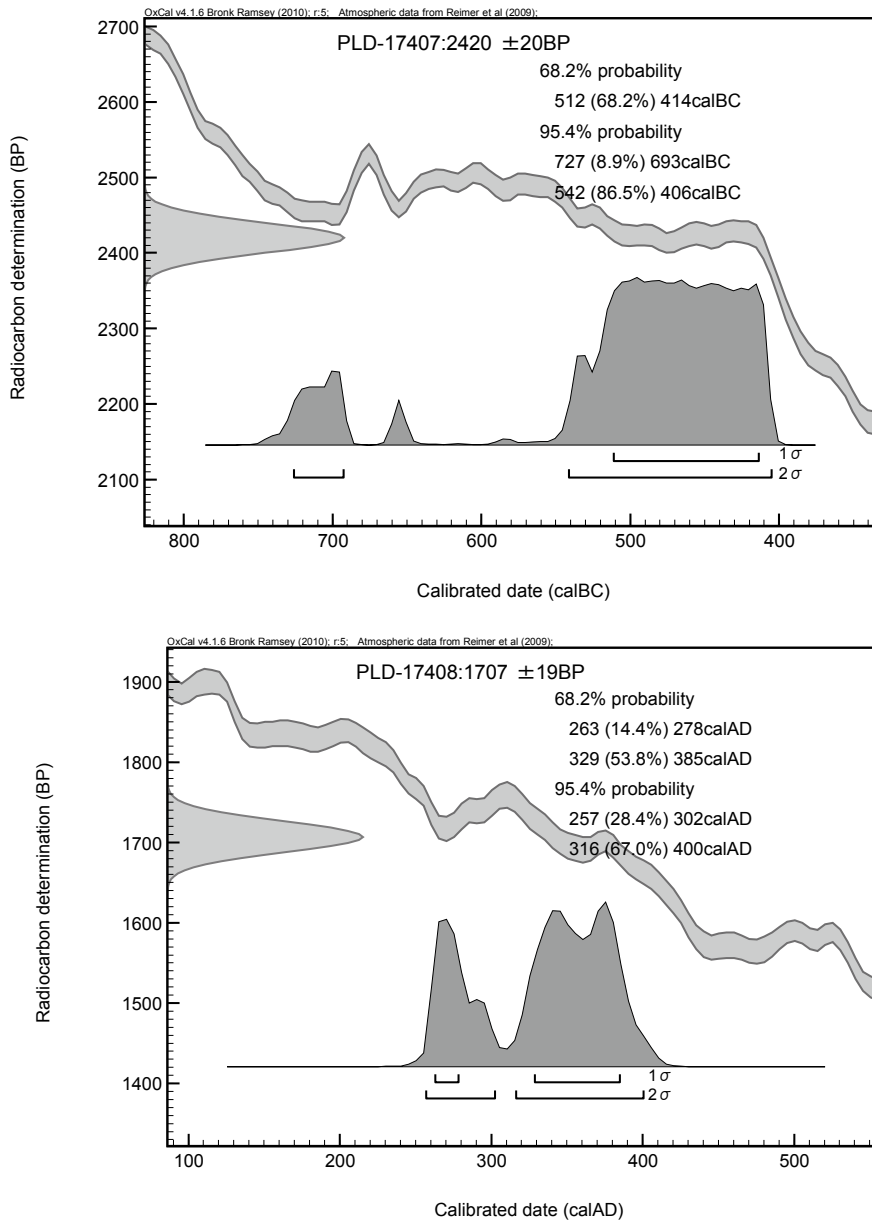 OxCal v4.1.6 Bronk Ramsey (2010); r:5; Atmospheric data from Reimer et al (2009);
PLD-17407:2420 ±20BP
68.2% probability
512 (68.2%) 414calBC
95.4% probability
727 (8.9%) 693calBC
542 (86.5%) 406calBC
Radiocarbon determination (BP)
2700
2600
2500
2400
2300
2200
2100
1σ
2σ
800 700 600 500 400
Calibrated date (calBC)
OxCal v4.1.6 Bronk Ramsey (2010); r:5; Atmospheric data from Reimer et al (2009);
PLD-17408:1707 ±19BP
68.2% probability
263 (14.4%) 278calAD
329 (53.8%) 385calAD
95.4% probability
257 (28.4%) 302calAD
316 (67.0%) 400calAD
Radiocarbon determination (BP)
1900
1800
1700
1600
1500
1400
1σ
2σ
100 200 300 400 500
Calibrated date (calAD)